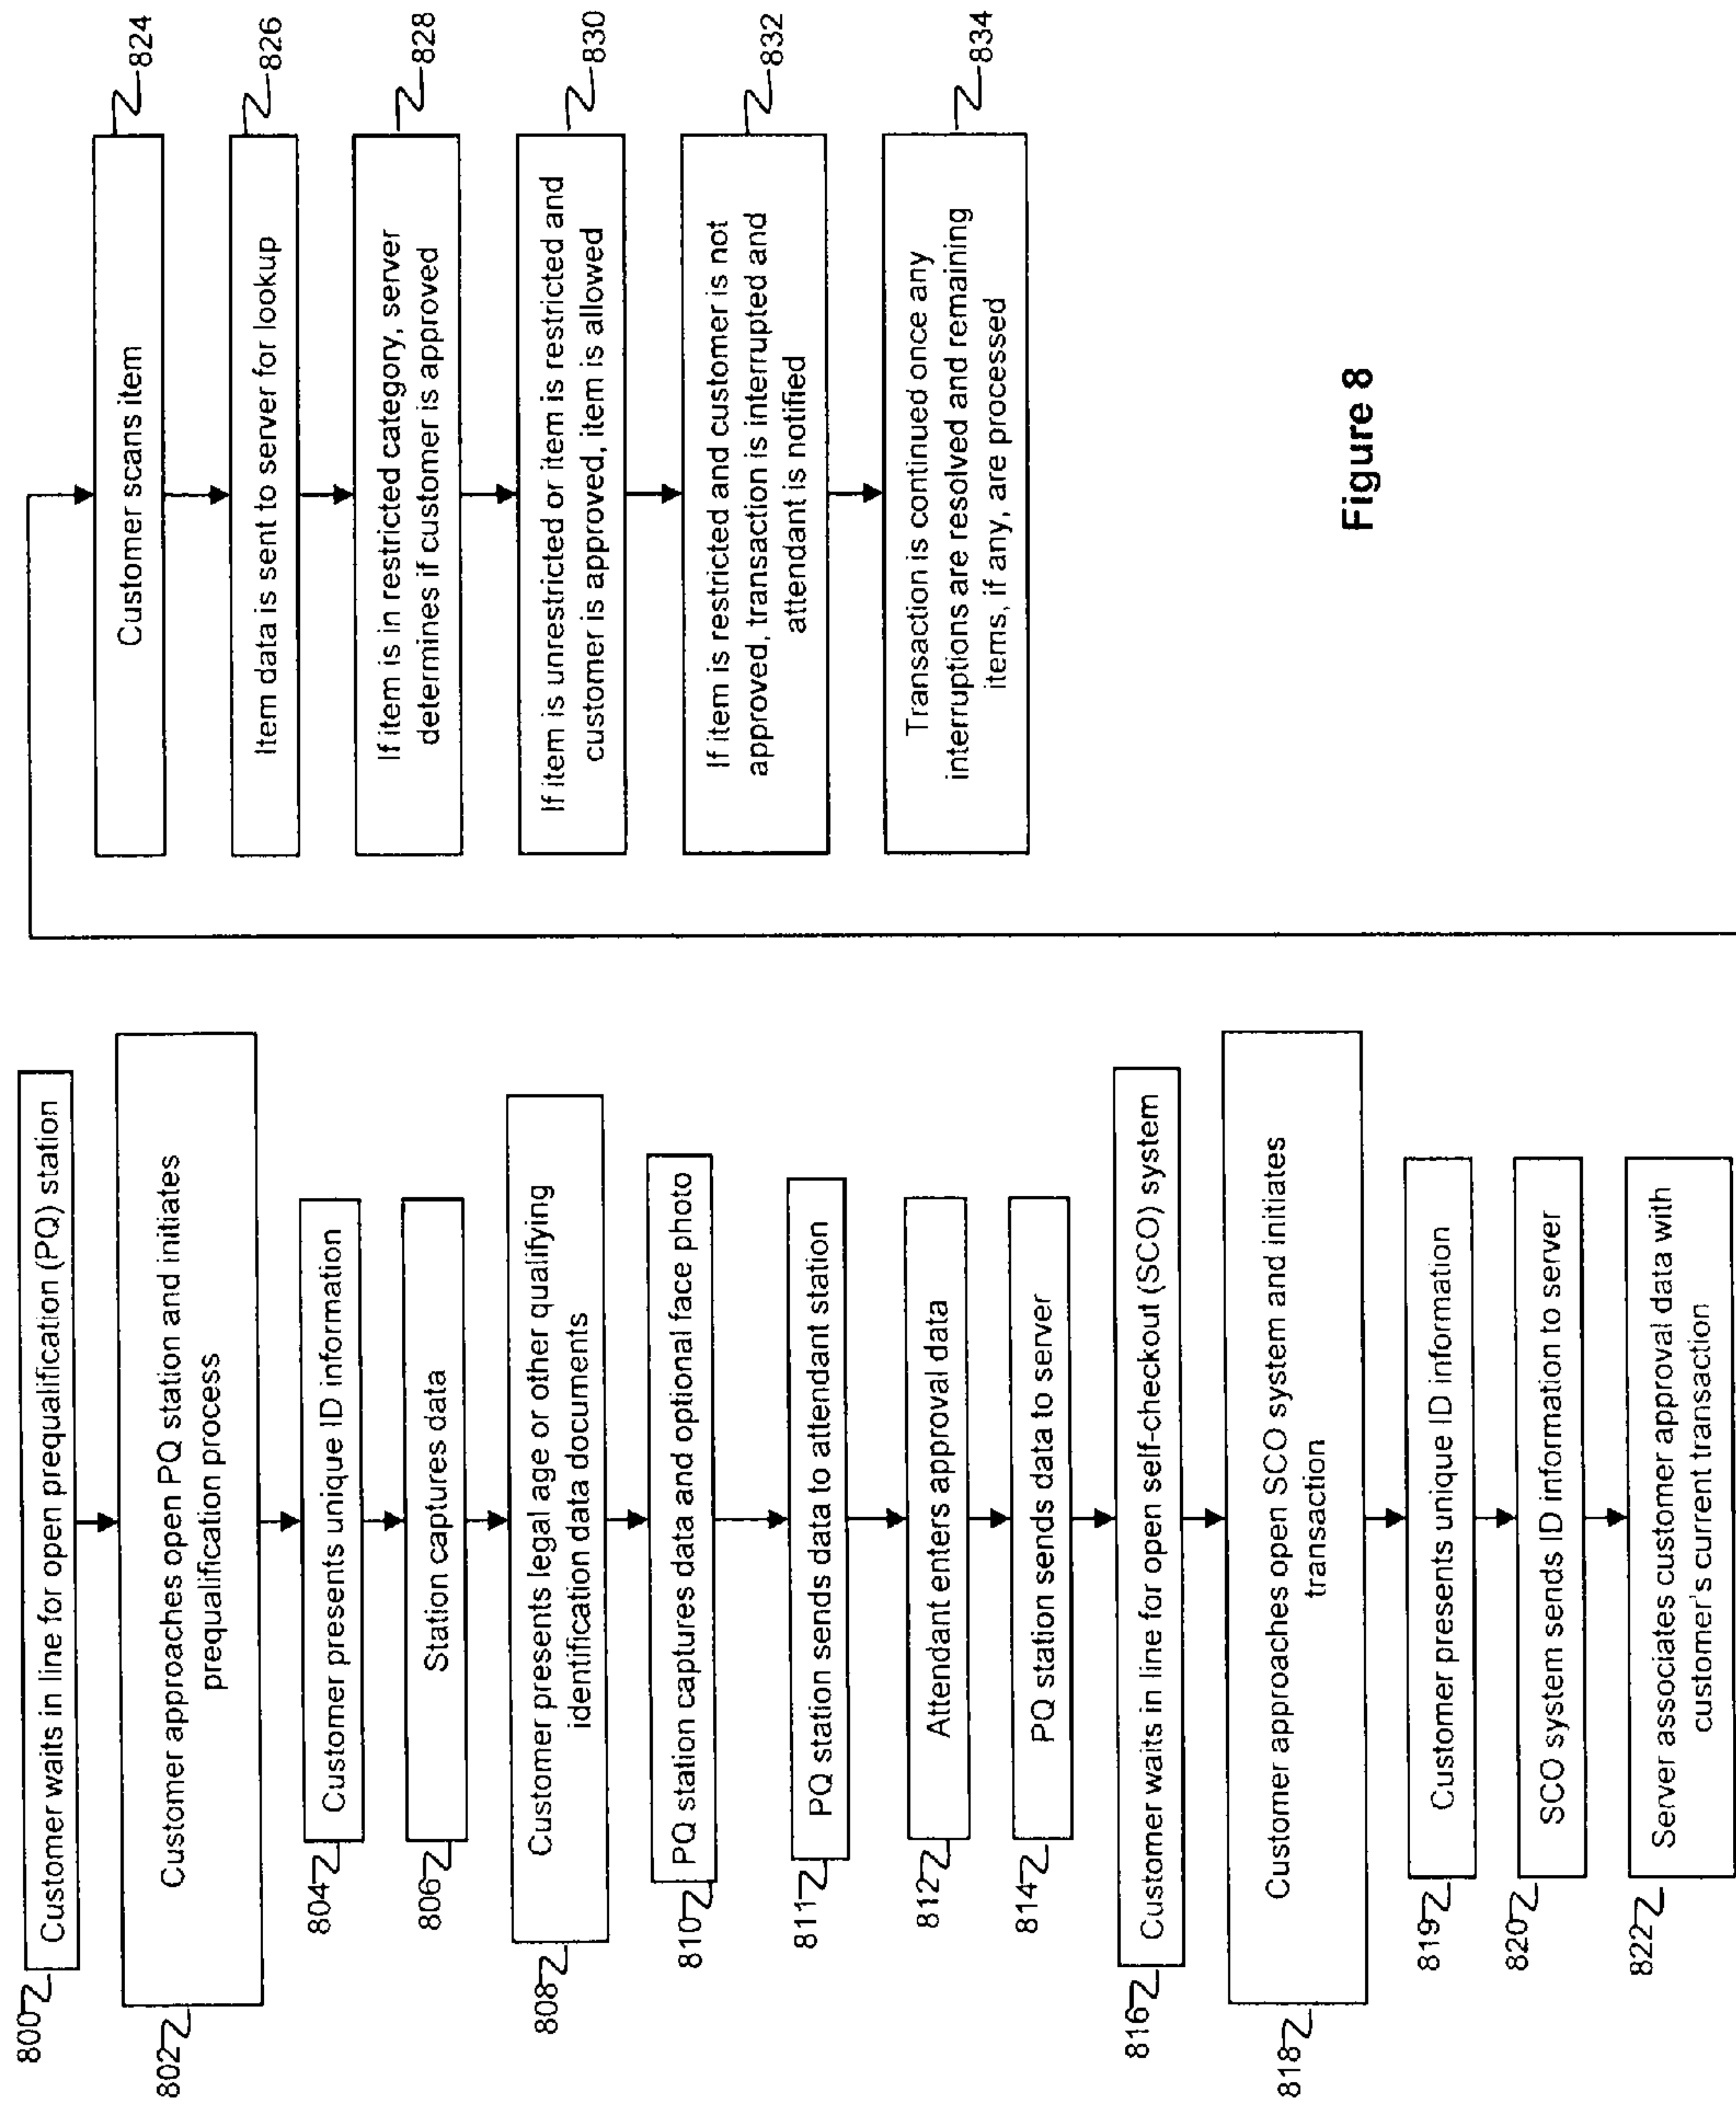 800
Customer waits in line for open prequalification (PQ) station
802
Customer approaches open PQ station and initiates
prequalification process
804
Customer presents unique ID information
806
Station captures data
808
Customer presents legal age or other qualifying
identification data documents
810
PQ station captures data and optional face photo
811
PQ station sends data to attendant station
812
Attendant enters approval data
814
PQ station sends data to server
816
Customer waits in line for open self-checkout (SCO) system
818
Customer approaches open SCO system and initiates
transaction
819
Customer presents unique ID information
820
SCO system sends ID information to server
822
Server associates customer approval data with
customer's current transaction
Customer scans item
824
Item data is sent to server for lookup
826
If item is in restricted category, server
determines if customer is approved
828
If item is unrestricted or item is restricted and
customer is approved, item is allowed
830
If item is restricted and customer is not
approved, transaction is interrupted and
attendant is notified
832
Transaction is continued once any
interruptions are resolved and remaining
items, if any, are processed
834
Figure 8